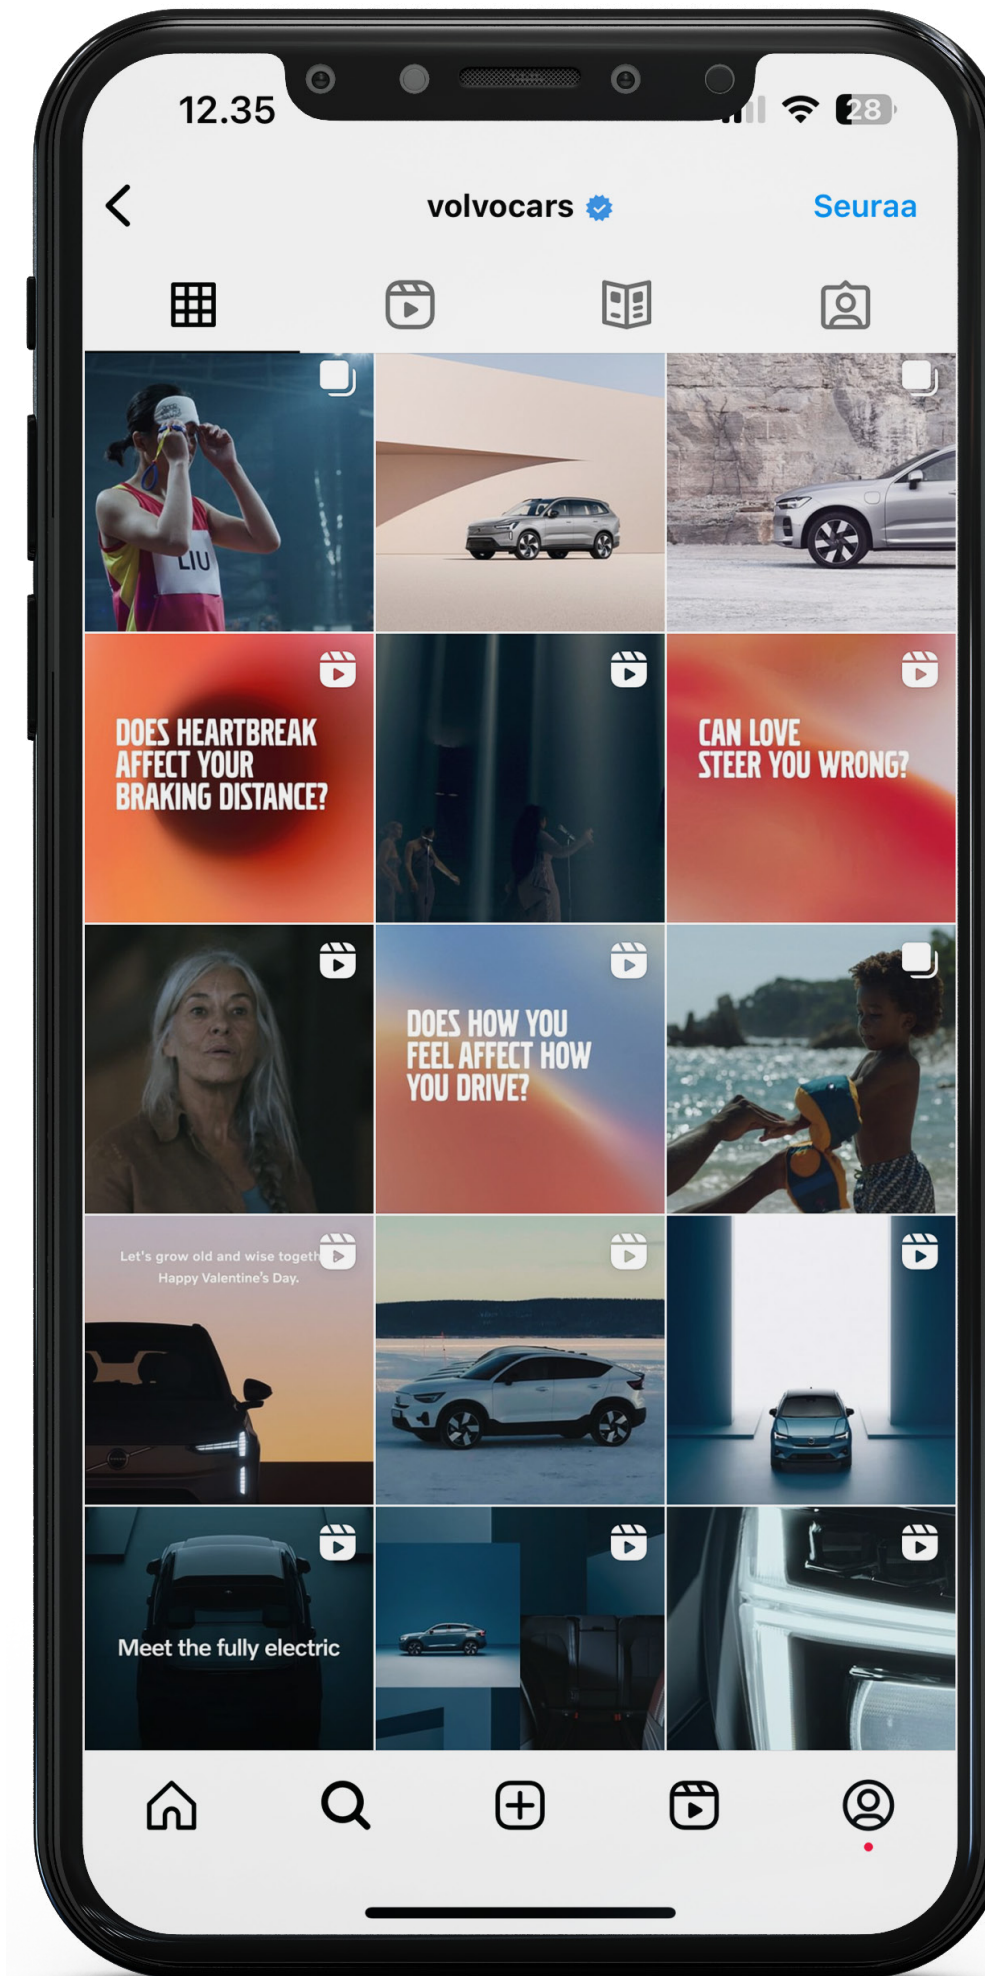 12.35
28
volvocars
Seuraa
LIU
DOES HEARTBREAK
AFFECT YOUR
BRAKING DISTANCE?
CAN LOVE
STEER YOU WRONG?
DOES HOW YOU
FEEL AFFECT HOW
YOU DRIVE?
Let's grow old and wise togeth
Happy Valentine's Day.
Meet the fully electric